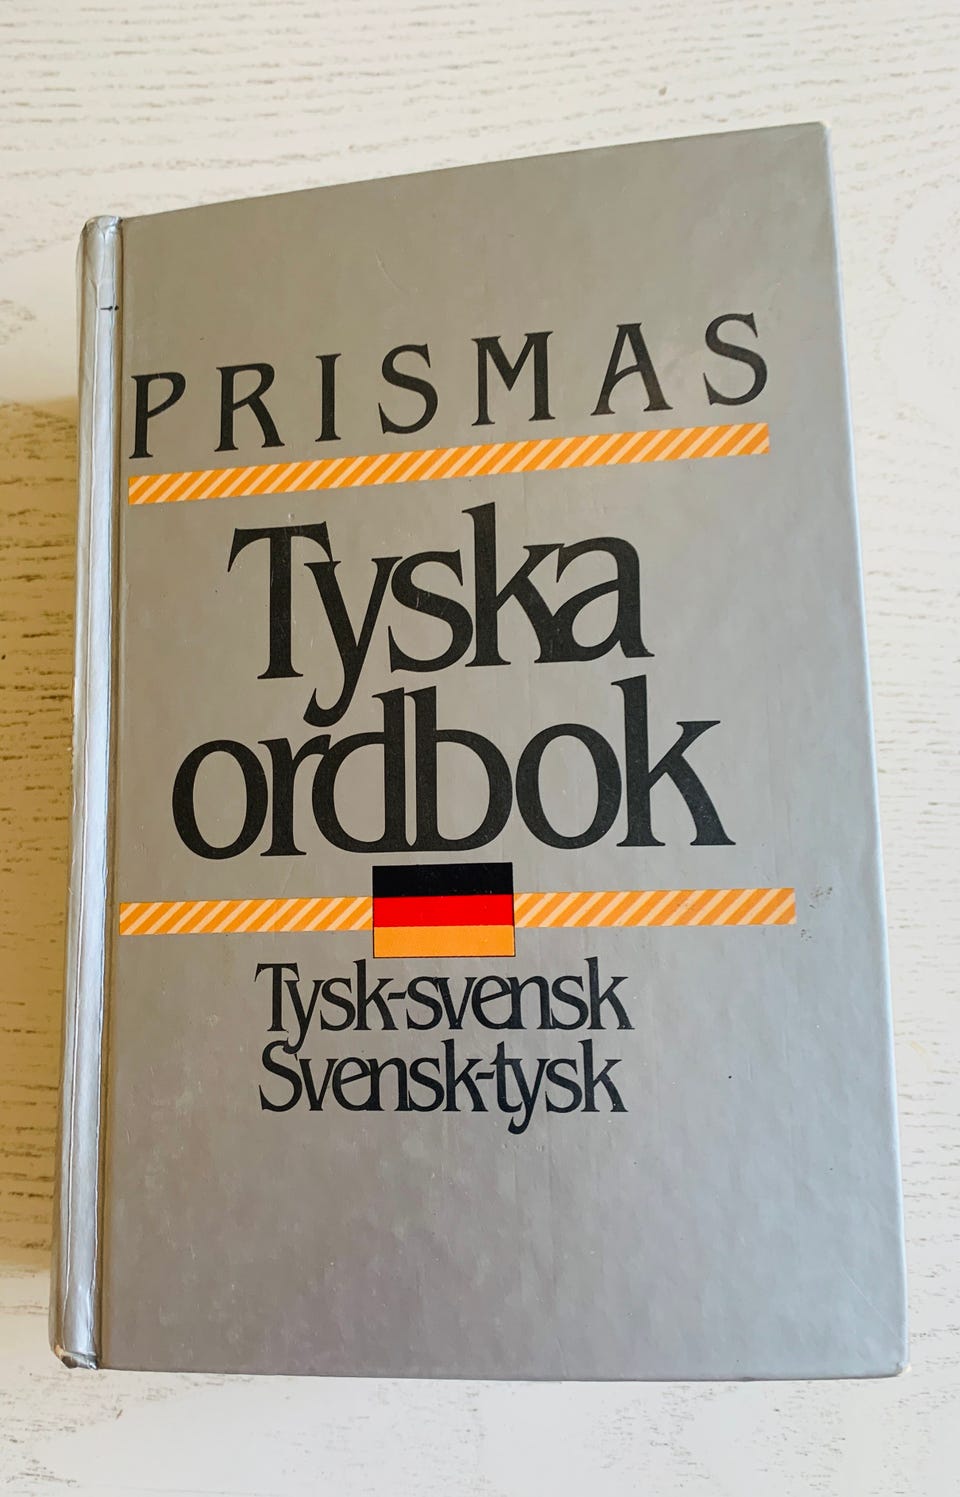 PRISMAS
Tyska
ordbok
Tysk-svensk
Svensk-tysk